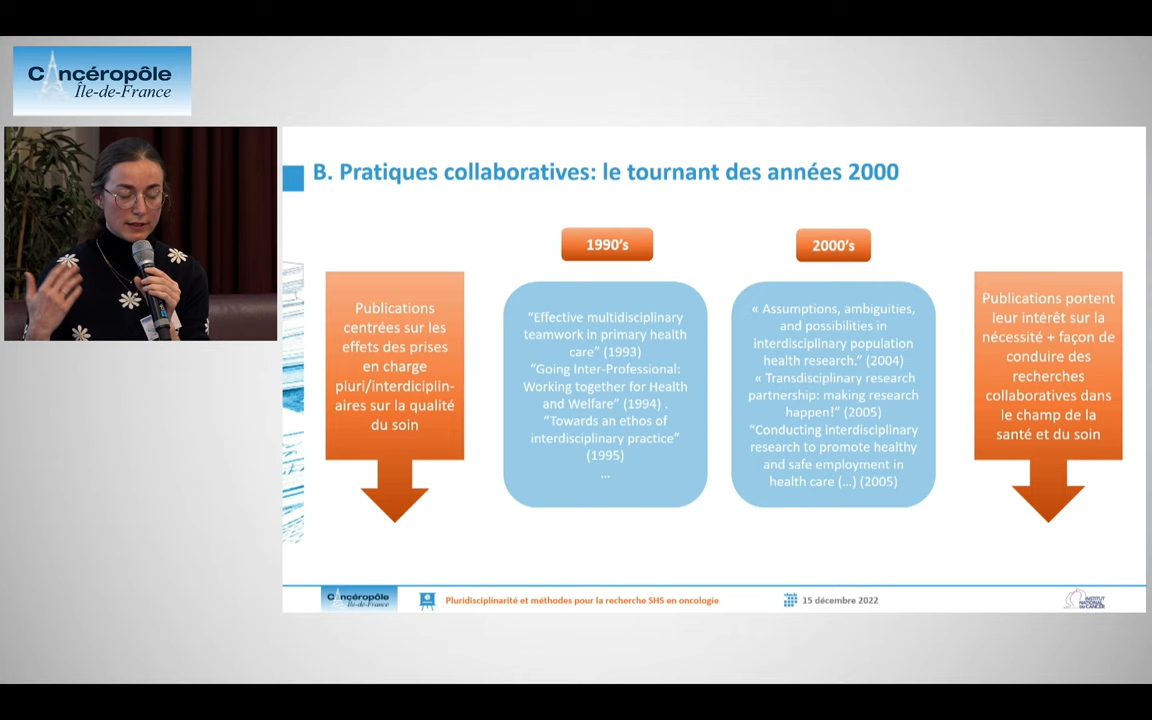 Cancéropôle
Île-de-France
B. Pratiques collaboratives: le tournant des années 2000
1990's
2000's
Publications
centrées sur les
effets des prises
en charge
pluri/interdiciplin-
aires sur la qualité
du soin
"Effective multidisciplinary
teamwork in primary health
care" (1993)
"Going Inter-Professional:
Working together for Health
and Welfare" (1994) .
"Towards an ethos of
interdisciplinary practice"
(1995)
...
« Assumptions, ambiguities,
and possibilities in
interdisciplinary population
health research." (2004)
« Transdisciplinary research
partnership: making research
happen!" (2005)
"Conducting interdisciplinary
research to promote healthy
and safe employment in
health care (...) (2005)
Publications portent
leur intérêt sur la
nécessité + façon de
conduire des
recherches
collaboratives dans
le champ de la
santé et du soin
Cancéropôle
Île-de-France
Pluridisciplinarité et méthodes pour la recherche SHS en oncologie
15 décembre 2022
INSTITUT
NATIONAL
DU CANCER